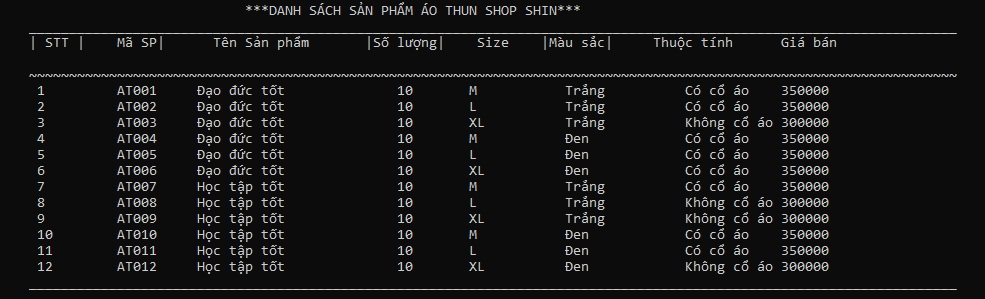 ***DANH SÁCH SẢN PHẨM ÁO THUN SHOP SHIN***
| STT | Mã SP| Tên Sản phẩm |Số lượng| Size |Màu sắc| Thuộc tính Giá bán
~~~~~~~~~~~~~~~~~~~~~~~~~~~~~~~~~~~~~~~~~~~~~~~~~~~~~~~~~~~~~~~~~~~~~~~~~~~~~~~~~~~~~~~~~~~~~~~~~~~~~~~~~~~~~~~~~~~~
1 AT001 Đạo đức tốt 10 M Trắng Có cổ áo 350000
2 AT002 Đạo đức tốt 10 L Trắng Có cổ áo 350000
3 AT003 Đạo đức tốt 10 XL Trắng Không cổ áo 300000
4 AT004 Đạo đức tốt 10 M Đen Có cổ áo 350000
5 AT005 Đạo đức tốt 10 L Đen Có cổ áo 350000
6 AT006 Đạo đức tốt 10 XL Đen Có cổ áo 350000
7 AT007 Học tập tốt 10 M Trắng Có cổ áo 350000
8 AT008 Học tập tốt 10 L Trắng Không cổ áo 300000
9 AT009 Học tập tốt 10 XL Trắng Không cổ áo 300000
10 AT010 Học tập tốt 10 M Đen Có cổ áo 350000
11 AT011 Học tập tốt 10 L Đen Có cổ áo 350000
12 AT012 Học tập tốt 10 XL Đen Không cổ áo 300000